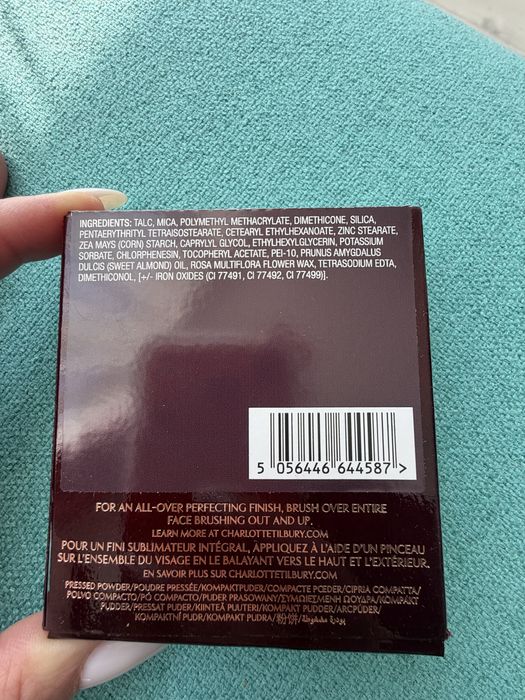 INGREDIENTS: TALC, MICA, POLYMETHYL METHACRYLATE, DIMETHICONE, SILICA,
PENTAERYTHRITYL TETRAISOSTEARATE, CETEARYL ETHYLHEXANOATE, ZINC STEARATE,
ZEA MAYS (CORN) STARCH, CAPRYLYL GLYCOL, ETHYLHEXYLGLYCERIN, POTASSIUM
SORBATE, CHLORPHENESIN, TOCOPHERYL ACETATE, PEI-10, PRUNUS AMYGDALUS
DULCIS (SWEET ALMOND) OIL, ROSA MULTIFLORA FLOWER WAX, TETRASODIUM EDTA,
DIMETHICONOL, [+/- IRON OXIDES (CI 77491, CI 77492, CI 77499)].
5 056446 644587 >
FOR AN ALL-OVER PERFECTING FINISH, BRUSH OVER ENTIRE
FACE BRUSHING OUT AND UP.
LEARN MORE AT CHARLOTTETILBURY.COM
POUR UN FINI SUBLIMATEUR INTÉGRAL, APPLIQUEZ À L'AIDE D'UN PINCEAU
SUR L'ENSEMBLE DU VISAGE EN LE BALAYANT VERS LE HAUT ET L'EXTÉRIEUR.
EN SAVOIR PLUS SUR CHARLOTTETILBURY.COM
PRESSED POWDER/POUDRE PRESSÉE/KOMPAKTPUDER/COMPACTE POEDER/CIPRIA COMPATTA/
POLVO COMPACTO/PÓ COMPACTO/PUDER PRASOWANY/ΣΥΜΠΙΕΣΜΕΝΗ ΠΟΥΔΡΑ/KOMPAKT
PUDDER/PRESSAT PUDER/KIINTEÄ PUUTERI/KOMPAKT PUDDER/ARCPÚDER/
KOMPAKTNÍ PUDR/KOMPAKT PUDRA/粉饼/بودرة مضغوطة